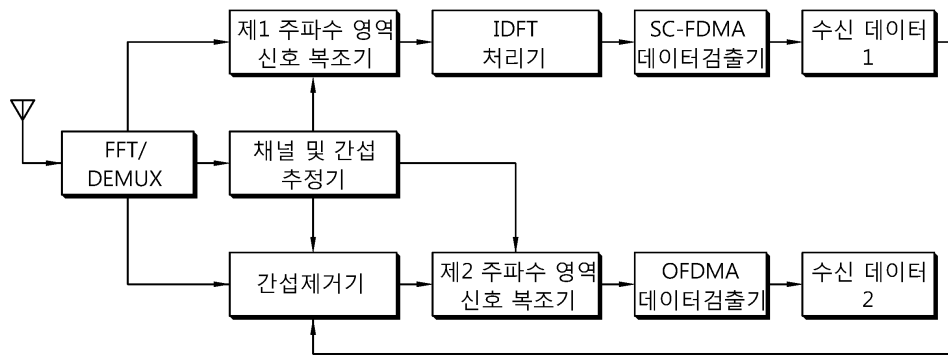 제1 주파수 영역
신호 복조기
IDFT
처리기
SC-FDMA
데이터검출기
수신 데이터
1
FFT/
DEMUX
채널 및 간섭
추정기
간섭제거기
제2 주파수 영역
신호 복조기
OFDMA
데이터검출기
수신 데이터
2